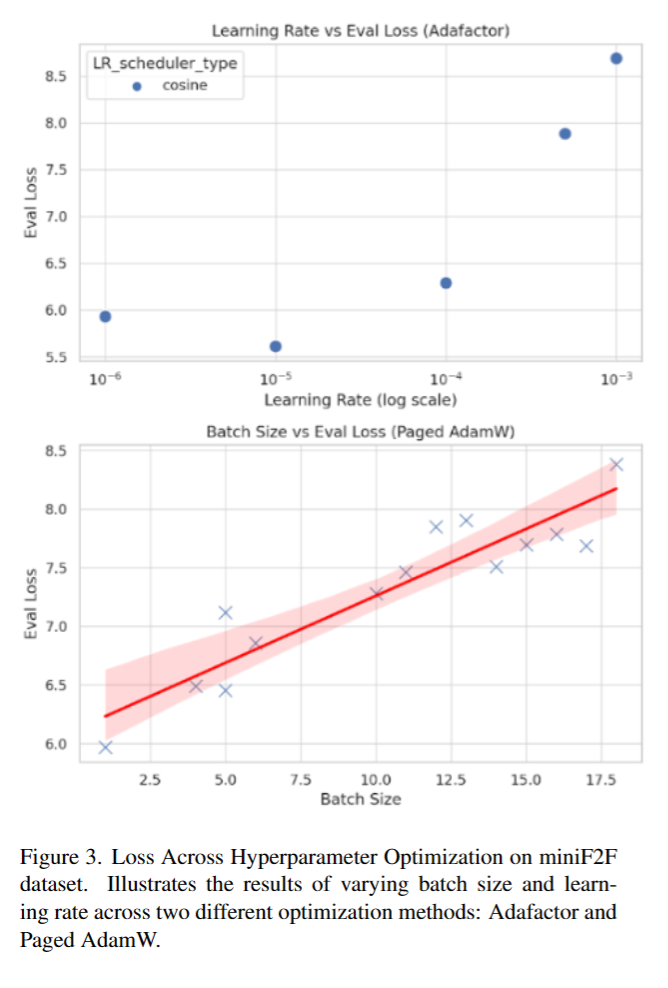 Learning Rate vs Eval Loss (Adafactor)
LR_scheduler_type
cosine
8.5
8.0
7.5
7.0
6.5
6.0
5.5
Eval Loss
10⁻⁶
10⁻⁵
10⁻⁴
10⁻³
Learning Rate (log scale)
Batch Size vs Eval Loss (Paged AdamW)
8.5
8.0
7.5
7.0
6.5
6.0
Eval Loss
2.5
5.0
7.5
10.0
12.5
15.0
17.5
Batch Size
Figure 3. Loss Across Hyperparameter Optimization on miniF2F
dataset. Illustrates the results of varying batch size and learn-
ing rate across two different optimization methods: Adafactor and
Paged AdamW.